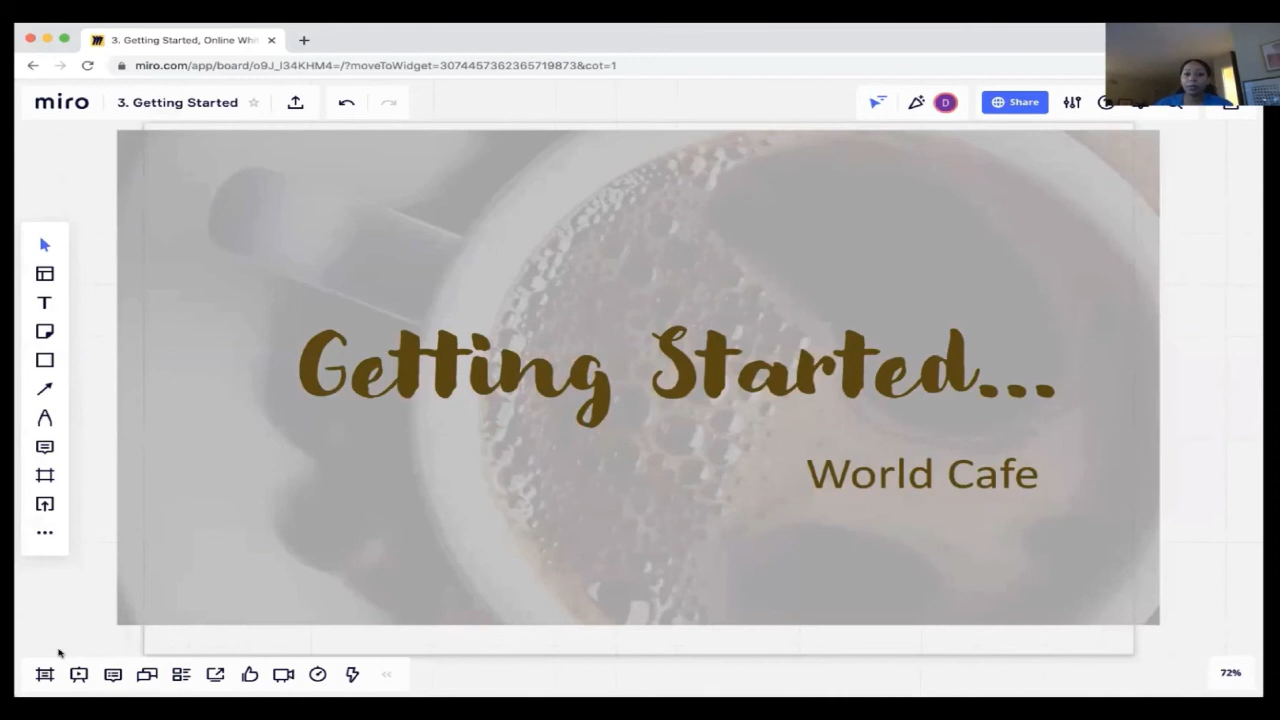 3. Getting Started, Online Whi
miro.com/app/board/o9J_l34KHM4=/?moveToWidget=3074457362365719873&cot=1
miro
3. Getting Started
D
Share
Getting Started...
World Cafe
72%